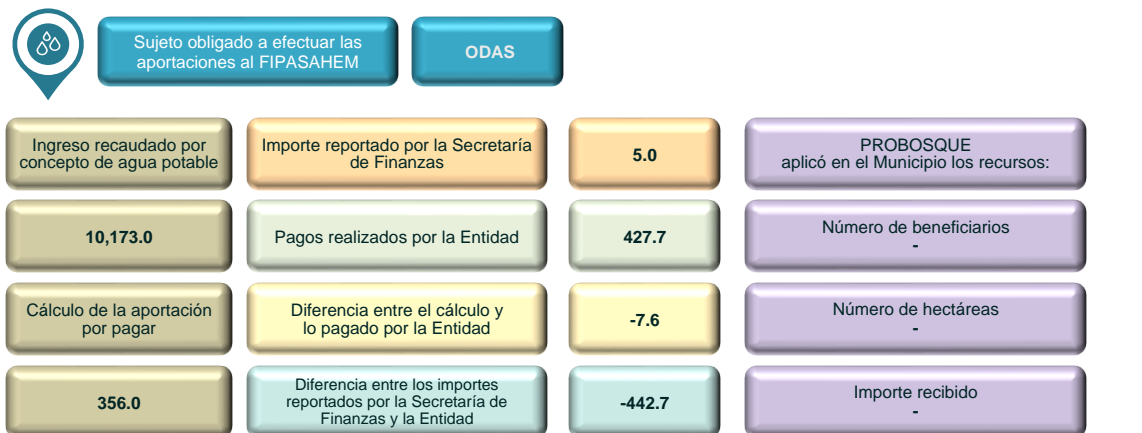 Sujeto obligado a efectuar las
aportaciones al FIPASAHEM
ODAS
Ingreso recaudado por
concepto de agua potable
Importe reportado por la Secretaría
de Finanzas
5.0
PROBOSQUE
aplicó en el Municipio los recursos:
10,173.0
Pagos realizados por la Entidad
427.7
Número de beneficiarios
-
Cálculo de la aportación
por pagar
Diferencia entre el cálculo y
lo pagado por la Entidad
-7.6
Número de hectáreas
-
356.0
Diferencia entre los importes
reportados por la Secretaría de
Finanzas y la Entidad
-442.7
Importe recibido
-